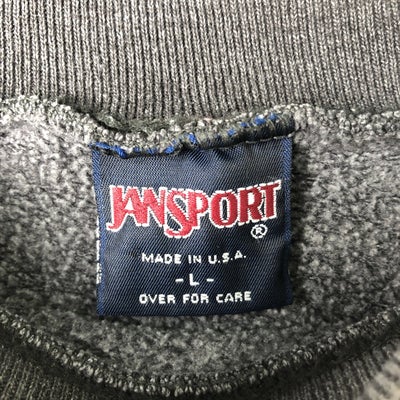 JANSPORT®
MADE IN U.S.A.
- L -
OVER FOR CARE